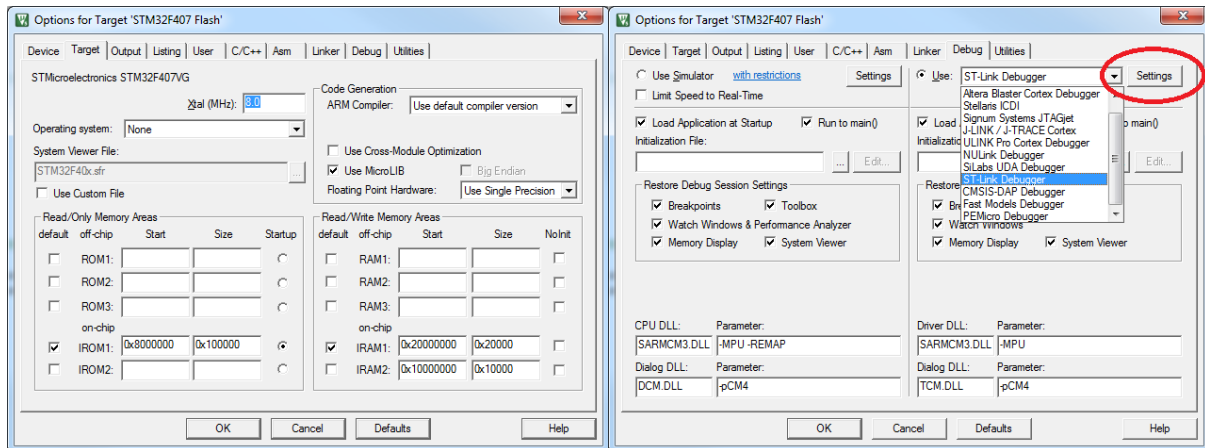 Options for Target 'STM32F407 Flash'
Device Target Output Listing User C/C++ Asm Linker Debug Utilities
STMicroelectronics STM32F407VG
Xtal (MHz): 8.0
Operating system: None
System Viewer File:
STM32F40x.sfr
...
Use Custom File
Code Generation
ARM Compiler: Use default compiler version
Use Cross-Module Optimization
Use MicroLIB Big Endian
Floating Point Hardware: Use Single Precision
Read/Only Memory Areas
default off-chip Start Size Startup
ROM1:
ROM2:
ROM3:
on-chip
IROM1: 0x8000000 0x100000
IROM2:
Read/Write Memory Areas
default off-chip Start Size NoInit
RAM1:
RAM2:
RAM3:
on-chip
IRAM1: 0x20000000 0x20000
IRAM2: 0x10000000 0x10000
OK Cancel Defaults Help
Options for Target 'STM32F407 Flash'
Device Target Output Listing User C/C++ Asm Linker Debug Utilities
Use Simulator with restrictions Settings
Limit Speed to Real-Time
Load Application at Startup Run to main()
Initialization File:
... Edit...
Restore Debug Session Settings
Breakpoints Toolbox
Watch Windows & Performance Analyzer
Memory Display System Viewer
CPU DLL: Parameter:
SARMCM3.DLL -MPU -REMAP
Dialog DLL: Parameter:
DCM.DLL -pCM4
Use: ST-Link Debugger Settings
Altera Blaster Cortex Debugger
Stellaris ICDI
Signum Systems JTAGjet
J-LINK / J-TRACE Cortex
ULINK Pro Cortex Debugger
NULink Debugger
SiLabs UDA Debugger
ST-Link Debugger
CMSIS-DAP Debugger
Fast Models Debugger
PEMicro Debugger
Load
main()
Initializatio
... Edit...
Restore
Watch Windows
Memory Display System Viewer
Driver DLL: Parameter:
SARMCM3.DLL -MPU
Dialog DLL: Parameter:
TCM.DLL -pCM4
OK Cancel Defaults Help